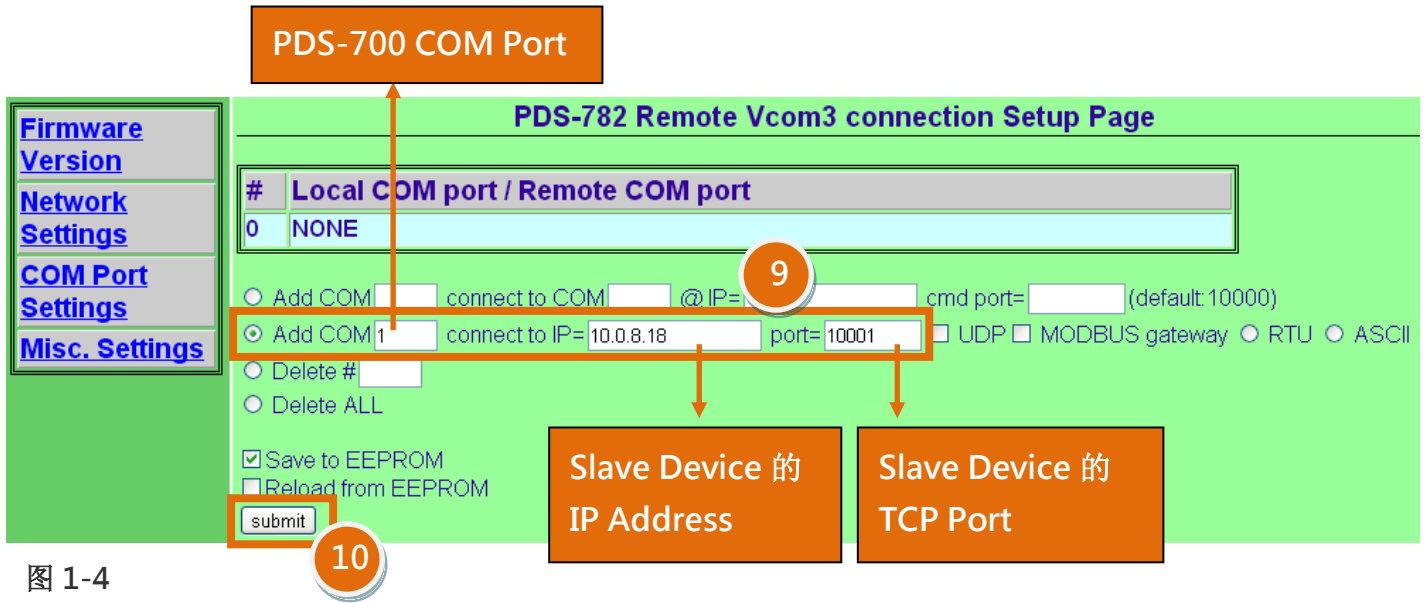 PDS-700 COM Port
PDS-782 Remote Vcom3 connection Setup Page
Firmware
Version
Network
Settings
COM Port
Settings
Misc. Settings
# Local COM port / Remote COM port
0 NONE
9
Add COM connect to COM @ IP= cmd port= (default:10000)
Add COM 1 connect to IP= 10.0.8.18 port= 10001 UDP MODBUS gateway RTU ASCII
Delete #
Delete ALL
Save to EEPROM
Reload from EEPROM
submit
10
Slave Device 的
IP Address
Slave Device 的
TCP Port
图 1-4